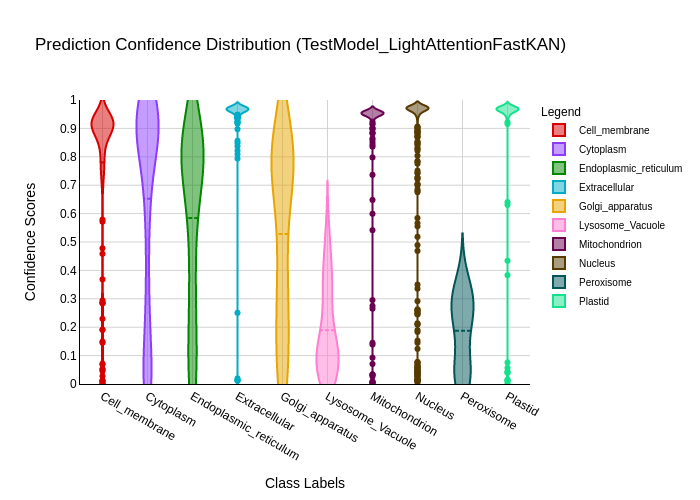 Prediction Confidence Distribution (TestModel_LightAttentionFastKAN)
Confidence Scores
1
0.9
0.8
0.7
0.6
0.5
0.4
0.3
0.2
0.1
0
Cell_membrane
Cytoplasm
Endoplasmic_reticulum
Extracellular
Golgi_apparatus
Lysosome_Vacuole
Mitochondrion
Nucleus
Peroxisome
Plastid
Class Labels
Legend
Cell_membrane
Cytoplasm
Endoplasmic_reticulum
Extracellular
Golgi_apparatus
Lysosome_Vacuole
Mitochondrion
Nucleus
Peroxisome
Plastid